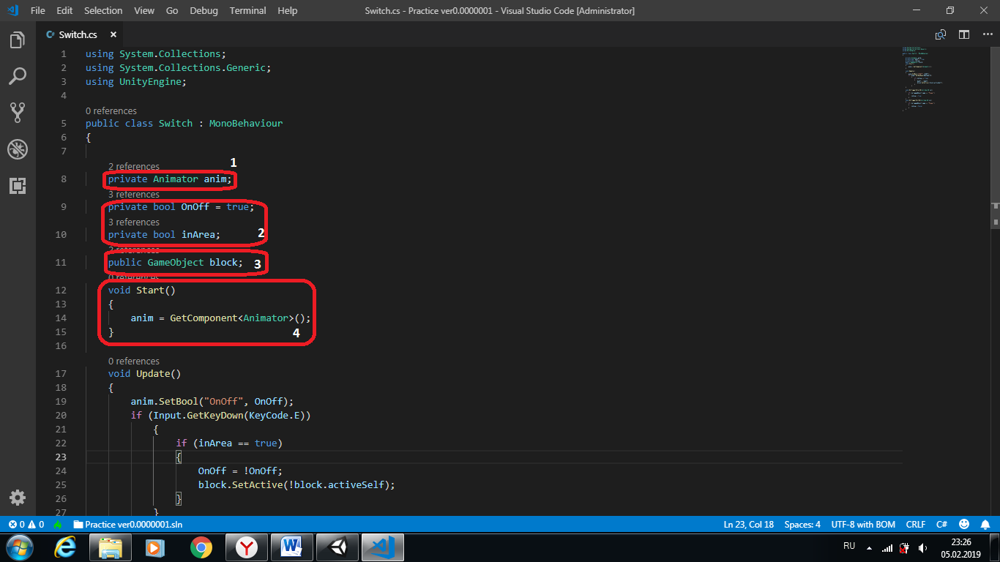 File Edit Selection View Go Debug Terminal Help Switch.cs - Practice ver0.0000001 - Visual Studio Code [Administrator]
C# Switch.cs
1 using System.Collections;
2 using System.Collections.Generic;
3 using UnityEngine;
4
0 references
5 public class Switch : MonoBehaviour
6 {
7
2 references 1
8 private Animator anim;
3 references
9 private bool OnOff = true;
3 references
10 private bool inArea; 2
2 references
11 public GameObject block; 3
0 references
12 void Start()
13 {
14 anim = GetComponent<Animator>();
15 } 4
16
0 references
17 void Update()
18 {
19 anim.SetBool("OnOff", OnOff);
20 if (Input.GetKeyDown(KeyCode.E))
21 {
22 if (inArea == true)
23 {
24 OnOff = !OnOff;
25 block.SetActive(!block.activeSelf);
26 }
27 }
0 0 Practice ver0.0000001.sln Ln 23, Col 18 Spaces: 4 UTF-8 with BOM CRLF C#
RU 23:26
05.02.2019